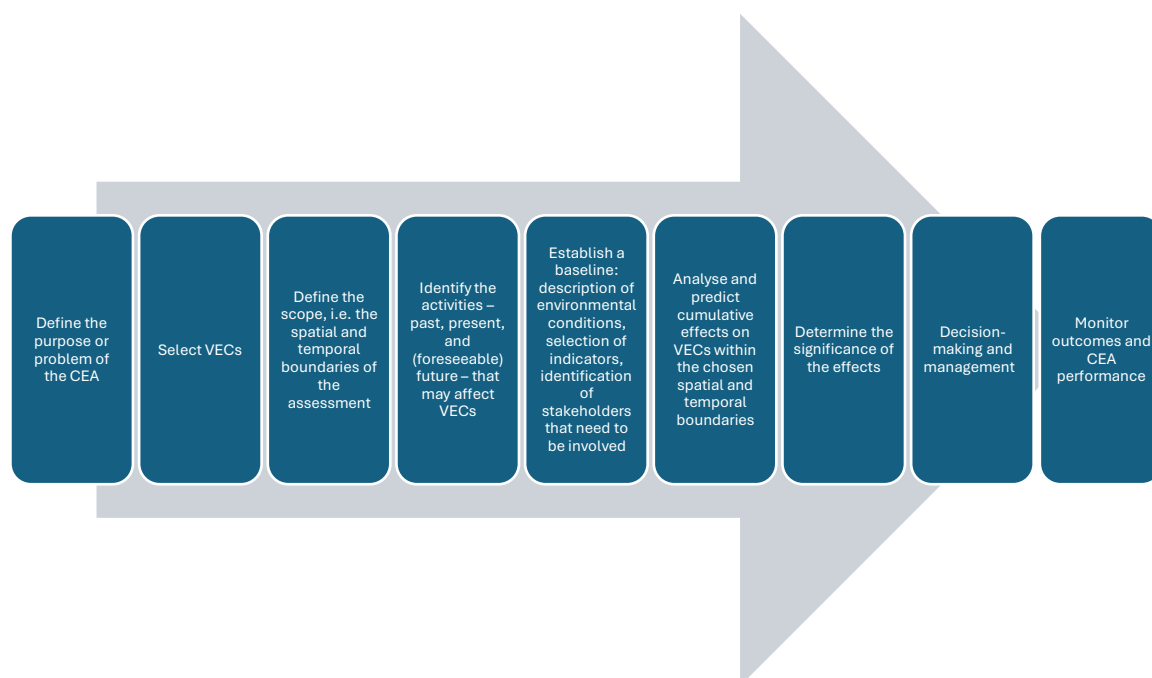 Define the
purpose or
problem of
the CEA
Select VECs
Define the
scope, i.e. the
spatial and
temporal
boundaries of
the
assessment
Identify the
activities –
past, present,
and
(foreseeable)
future – that
may affect
VECs
Establish a
baseline:
description of
environmental
conditions,
selection of
indicators,
identification
of
stakeholders
that need to
be involved
Analyse and
predict
cumulative
effects on
VECs within
the chosen
spatial and
temporal
boundaries
Determine the
significance of
the effects
Decision-
making and
management
Monitor
outcomes and
CEA
performance